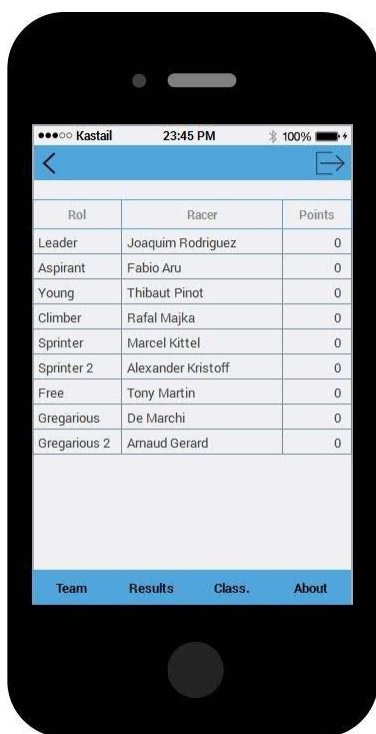 Kastail 23:45 PM 100%
Rol Racer Points
Leader Joaquim Rodriguez 0
Aspirant Fabio Aru 0
Young Thibaut Pinot 0
Climber Rafal Majka 0
Sprinter Marcel Kittel 0
Sprinter 2 Alexander Kristoff 0
Free Tony Martin 0
Gregarious De Marchi 0
Gregarious 2 Arnaud Gerard 0
Team Results Class. About